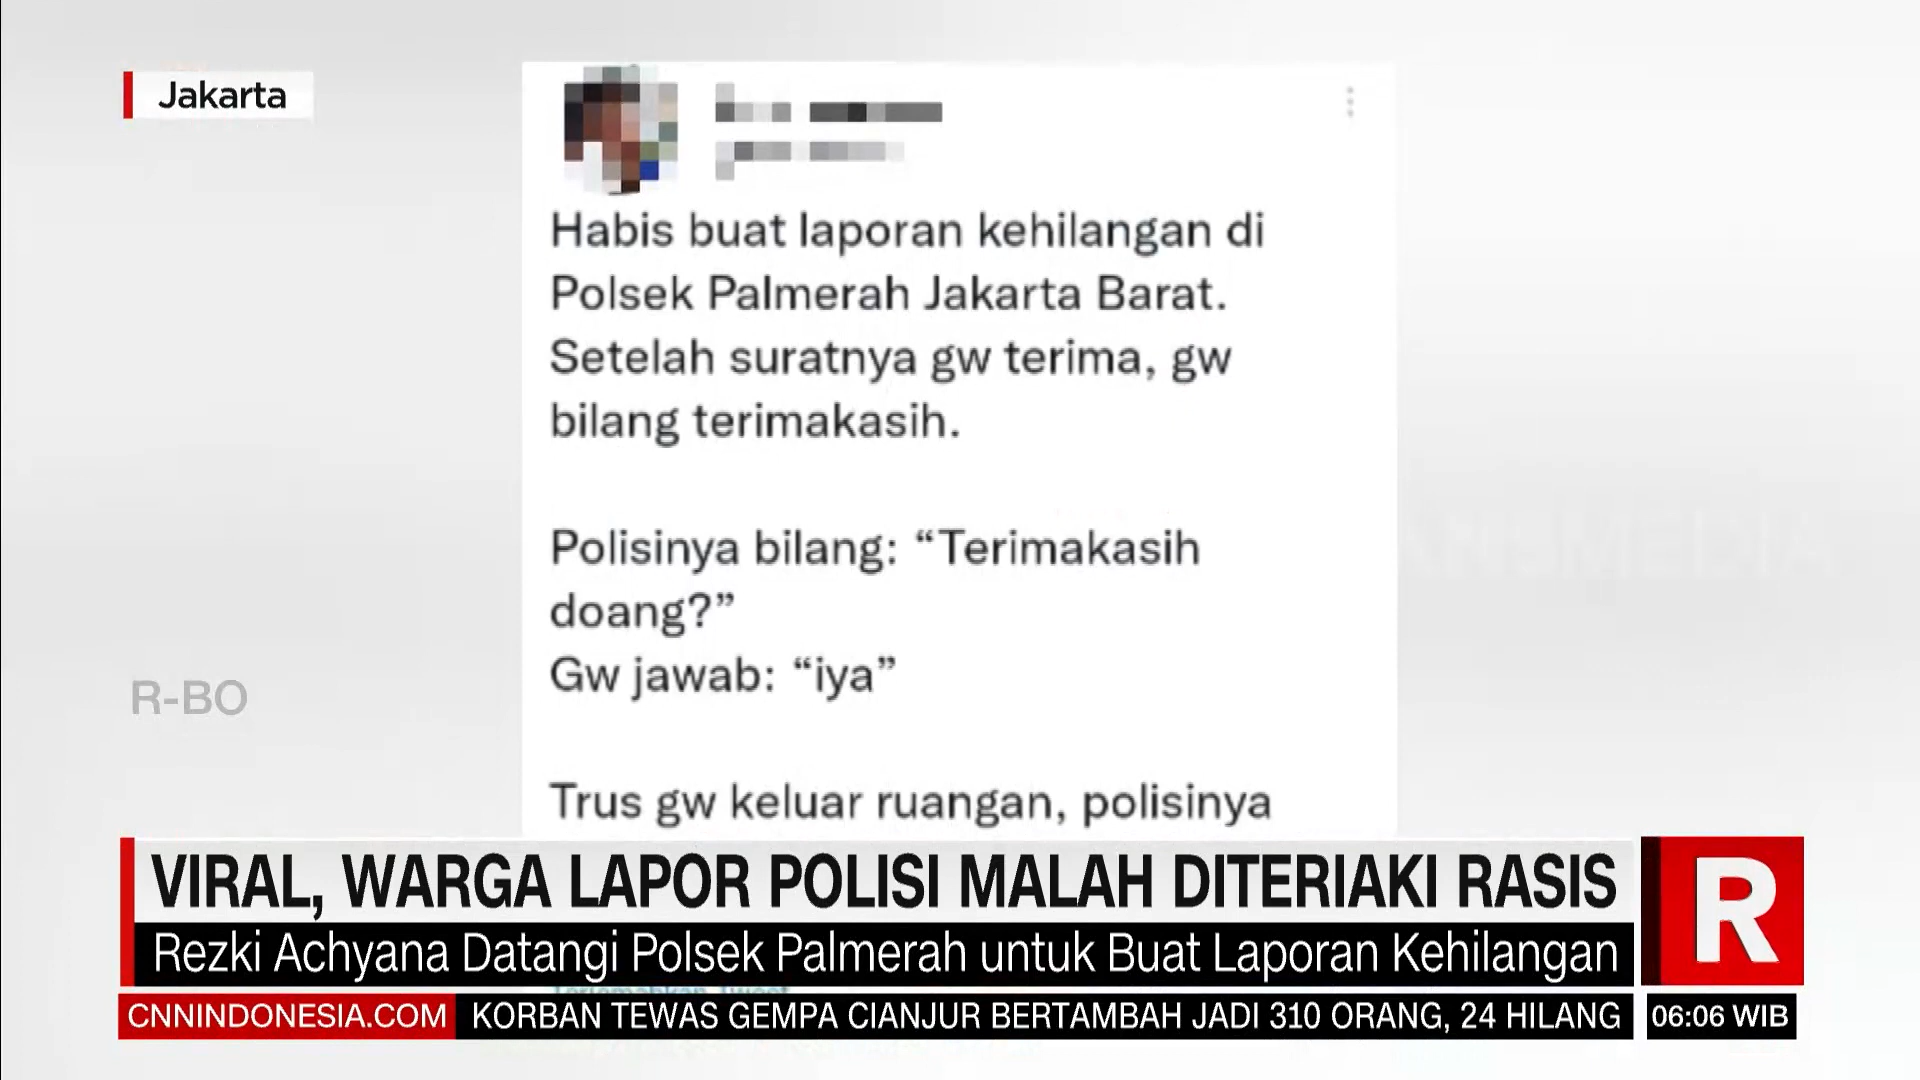 Jakarta
Habis buat laporan kehilangan di
Polsek Palmerah Jakarta Barat.
Setelah suratnya gw terima, gw
bilang terimakasih.
Polisinya bilang: “Terimakasih
doang?”
Gw jawab: “iya”
Trus gw keluar ruangan, polisinya
R-BO
VIRAL, WARGA LAPOR POLISI MALAH DITERIAKI RASIS
Rezki Achyana Datangi Polsek Palmerah untuk Buat Laporan Kehilangan
R
CNNINDONESIA.COM
KORBAN TEWAS GEMPA CIANJUR BERTAMBAH JADI 310 ORANG, 24 HILANG
06:06 WIB